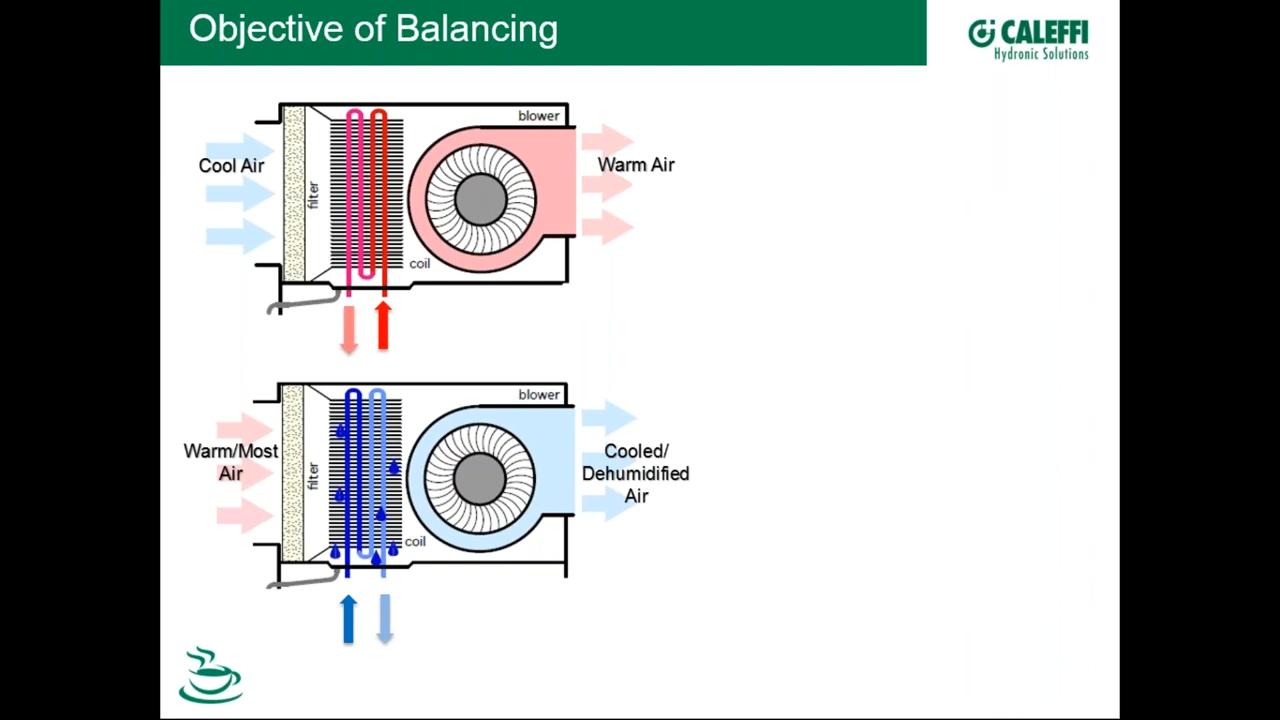 Objective of Balancing
CALEFFI
Hydronic Solutions
blower
Cool Air
filter
Warm Air
coil
blower
Warm/Most
Air
filter
Cooled/
Dehumidified
Air
coil